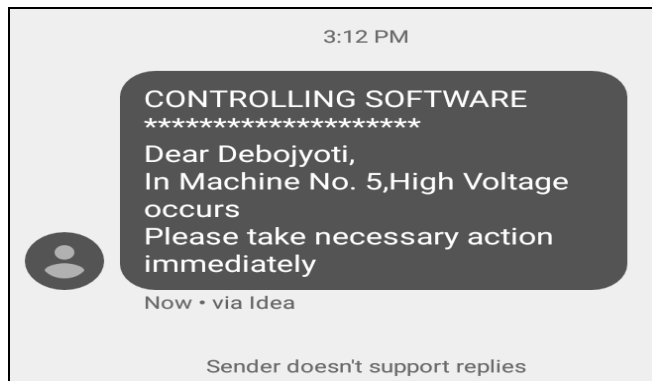 3:12 PM
CONTROLLING SOFTWARE
********************
Dear Debojyoti,
In Machine No. 5,High Voltage
occurs
Please take necessary action
immediately
Now • via Idea
Sender doesn't support replies